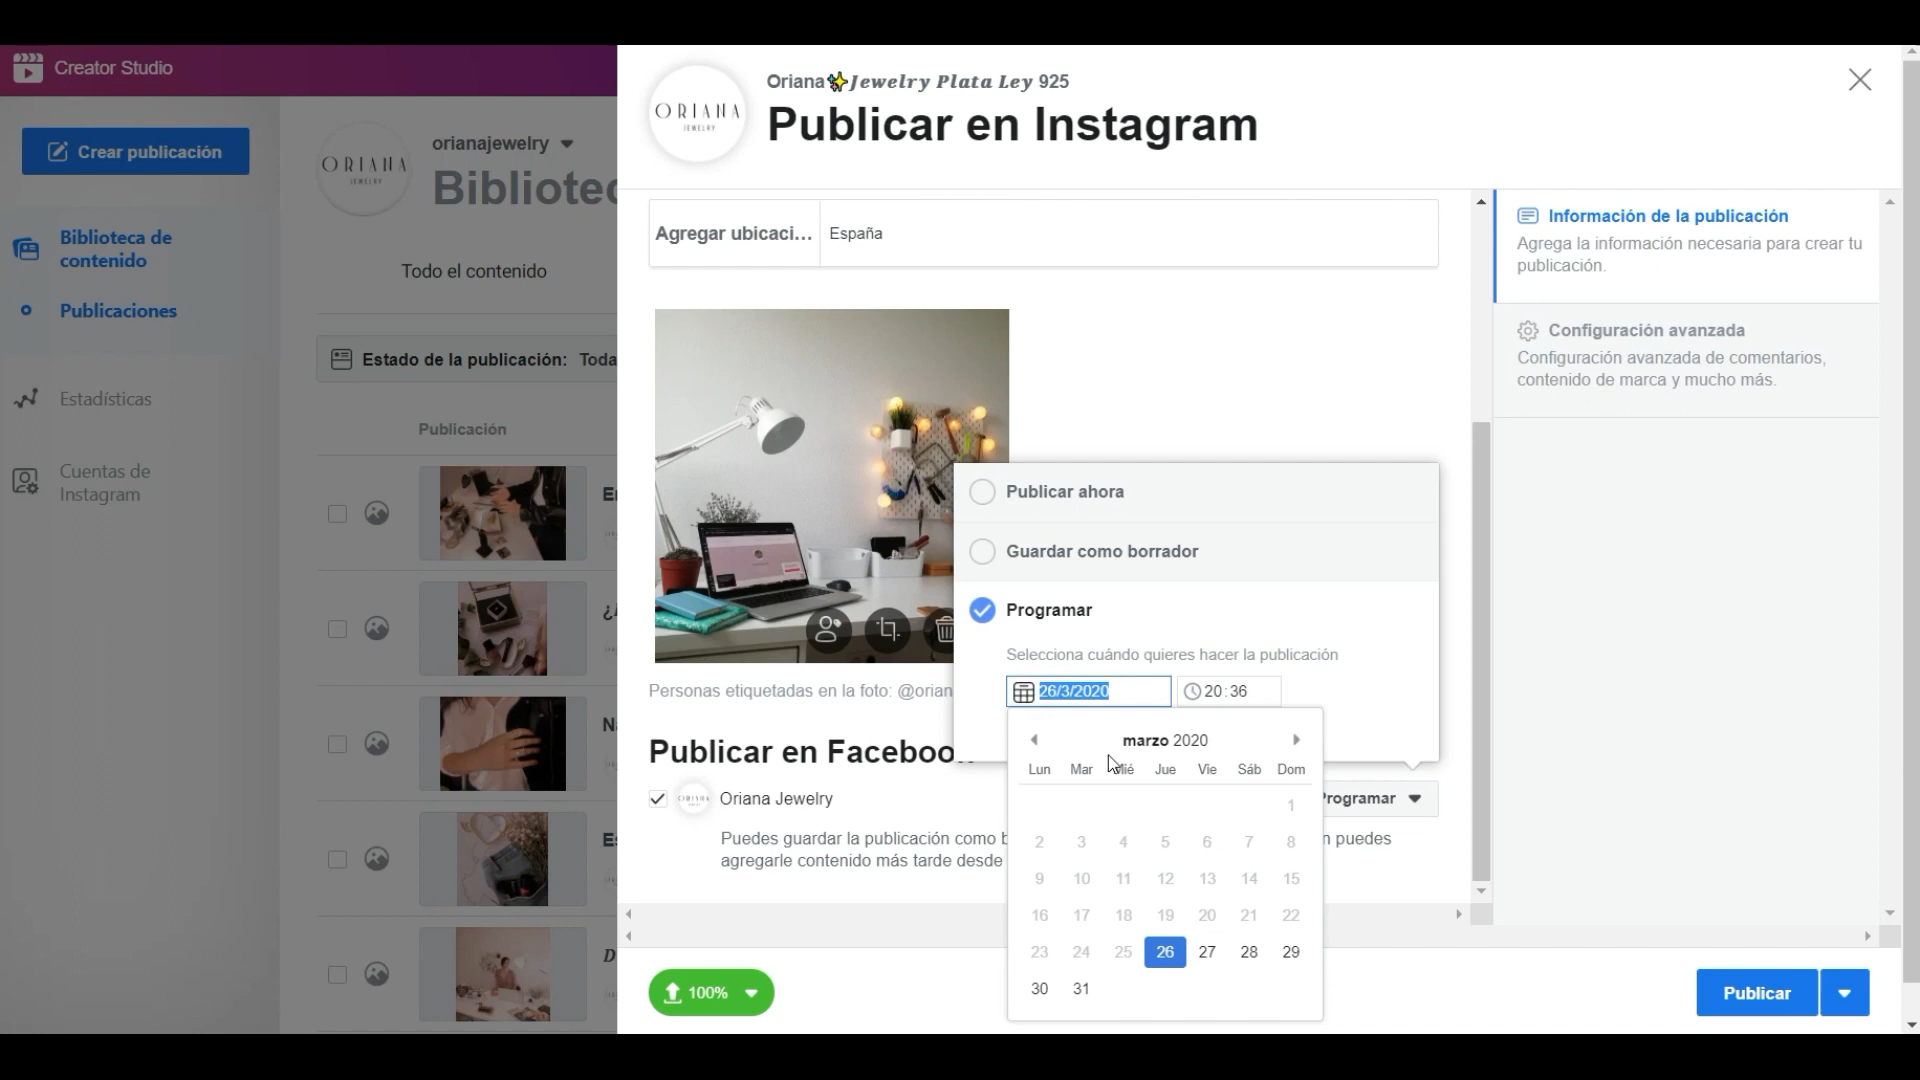 Creator Studio
Crear publicación
Biblioteca de
contenido
Publicaciones
Estadísticas
Cuentas de
Instagram
ORIANA
JEWELRY
orianajewelry
Todo el contenido
Estado de la publicación:
Publicación
ORIANA
JEWELRY
Oriana✨Jewelry Plata Ley 925
Publicar en Instagram
Agregar ubicaci... España
Personas etiquetadas en la foto:
Publicar en
Oriana Jewelry
Puedes guardar la publicación como
puedes
agregarle contenido más tarde desde
100%
Publicar ahora
Guardar como borrador
Programar
Selecciona cuándo quieres hacer la publicación
26/3/2020 20:36
marzo 2020
Lun Mar Mié Jue Vie Sáb Dom
1
2 3 4 5 6 7 8
9 10 11 12 13 14 15
16 17 18 19 20 21 22
23 24 25 26 27 28 29
30 31
Información de la publicación
Agrega la información necesaria para crear tu
publicación.
Configuración avanzada
Configuración avanzada de comentarios,
contenido de marca y mucho más.
Publicar